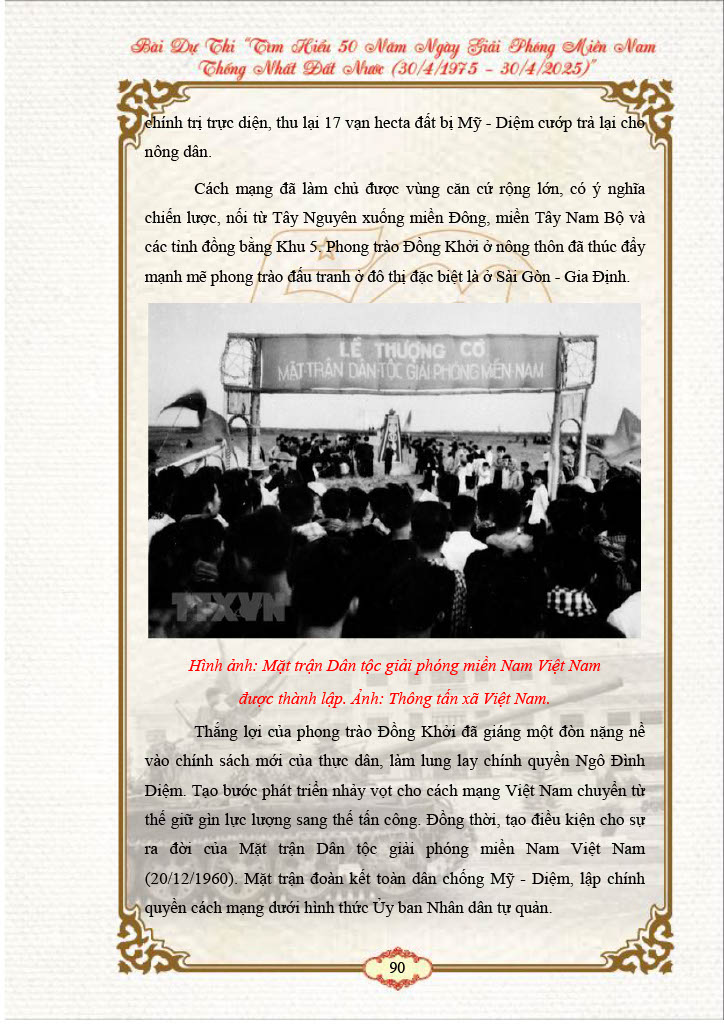 Bài Dự Thi "Tìm Hiểu 50 Năm Ngày Giải Phóng Miền Nam
Thống Nhất Đất Nước (30/4/1975 – 30/4/2025)"
chính trị trực diện, thu lại 17 vạn hecta đất bị Mỹ - Diệm cướp trả lại cho
nông dân.
Cách mạng đã làm chủ được vùng căn cứ rộng lớn, có ý nghĩa
chiến lược, nối từ Tây Nguyên xuống miền Đông, miền Tây Nam Bộ và
các tỉnh đồng bằng Khu 5. Phong trào Đồng Khởi ở nông thôn đã thúc đẩy
mạnh mẽ phong trào đấu tranh ở đô thị đặc biệt là ở Sài Gòn - Gia Định.
LỄ THƯỢNG CỜ
MẶT-TRẬN DÂN-TỘC GIẢI PHÓNG MIỀN NAM
TTXVN
Hình ảnh: Mặt trận Dân tộc giải phóng miền Nam Việt Nam
được thành lập. Ảnh: Thông tấn xã Việt Nam.
Thắng lợi của phong trào Đồng Khởi đã giáng một đòn nặng nề
vào chính sách mới của thực dân, làm lung lay chính quyền Ngô Đình
Diệm. Tạo bước phát triển nhảy vọt cho cách mạng Việt Nam chuyển từ
thế giữ gìn lực lượng sang thế tấn công. Đồng thời, tạo điều kiện cho sự
ra đời của Mặt trận Dân tộc giải phóng miền Nam Việt Nam
(20/12/1960). Mặt trận đoàn kết toàn dân chống Mỹ - Diệm, lập chính
quyền cách mạng dưới hình thức Ủy ban Nhân dân tự quản.
90